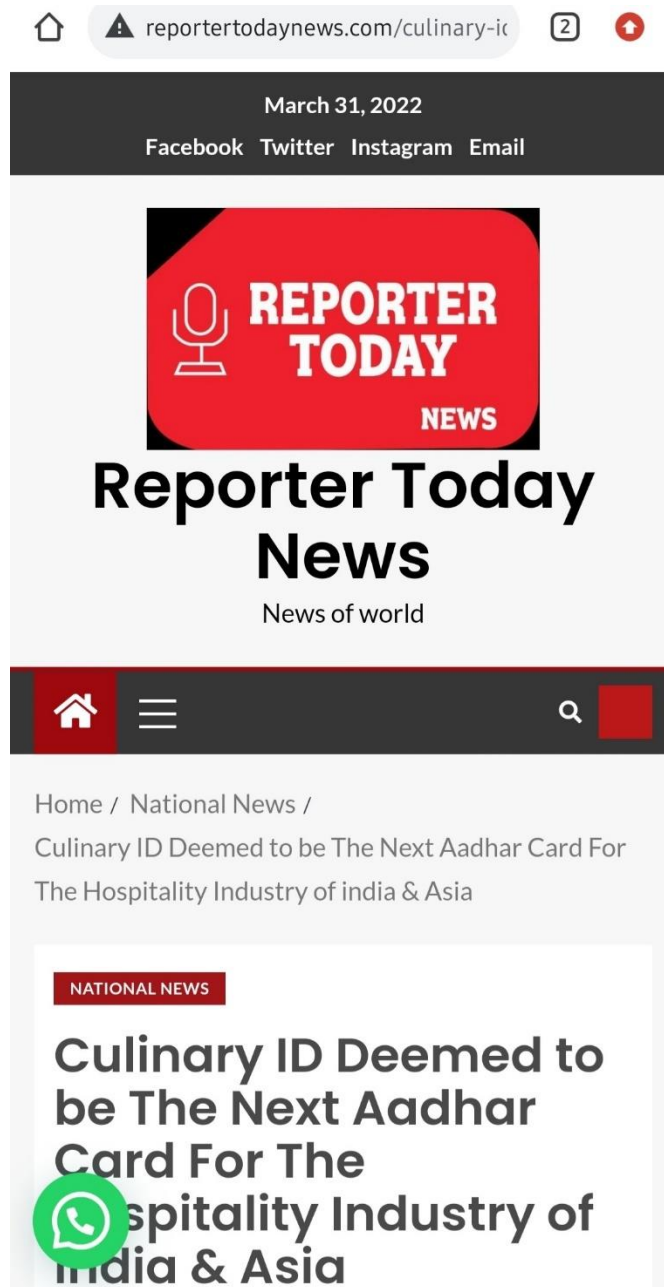 reportertodaynews.com/culinary-ic
2
March 31, 2022
Facebook Twitter Instagram Email
REPORTER
TODAY
NEWS
Reporter Today
News
News of world
Home / National News /
Culinary ID Deemed to be The Next Aadhar Card For
The Hospitality Industry of india & Asia
NATIONAL NEWS
Culinary ID Deemed to
be The Next Aadhar
Card For The
Hospitality Industry of
India & Asia